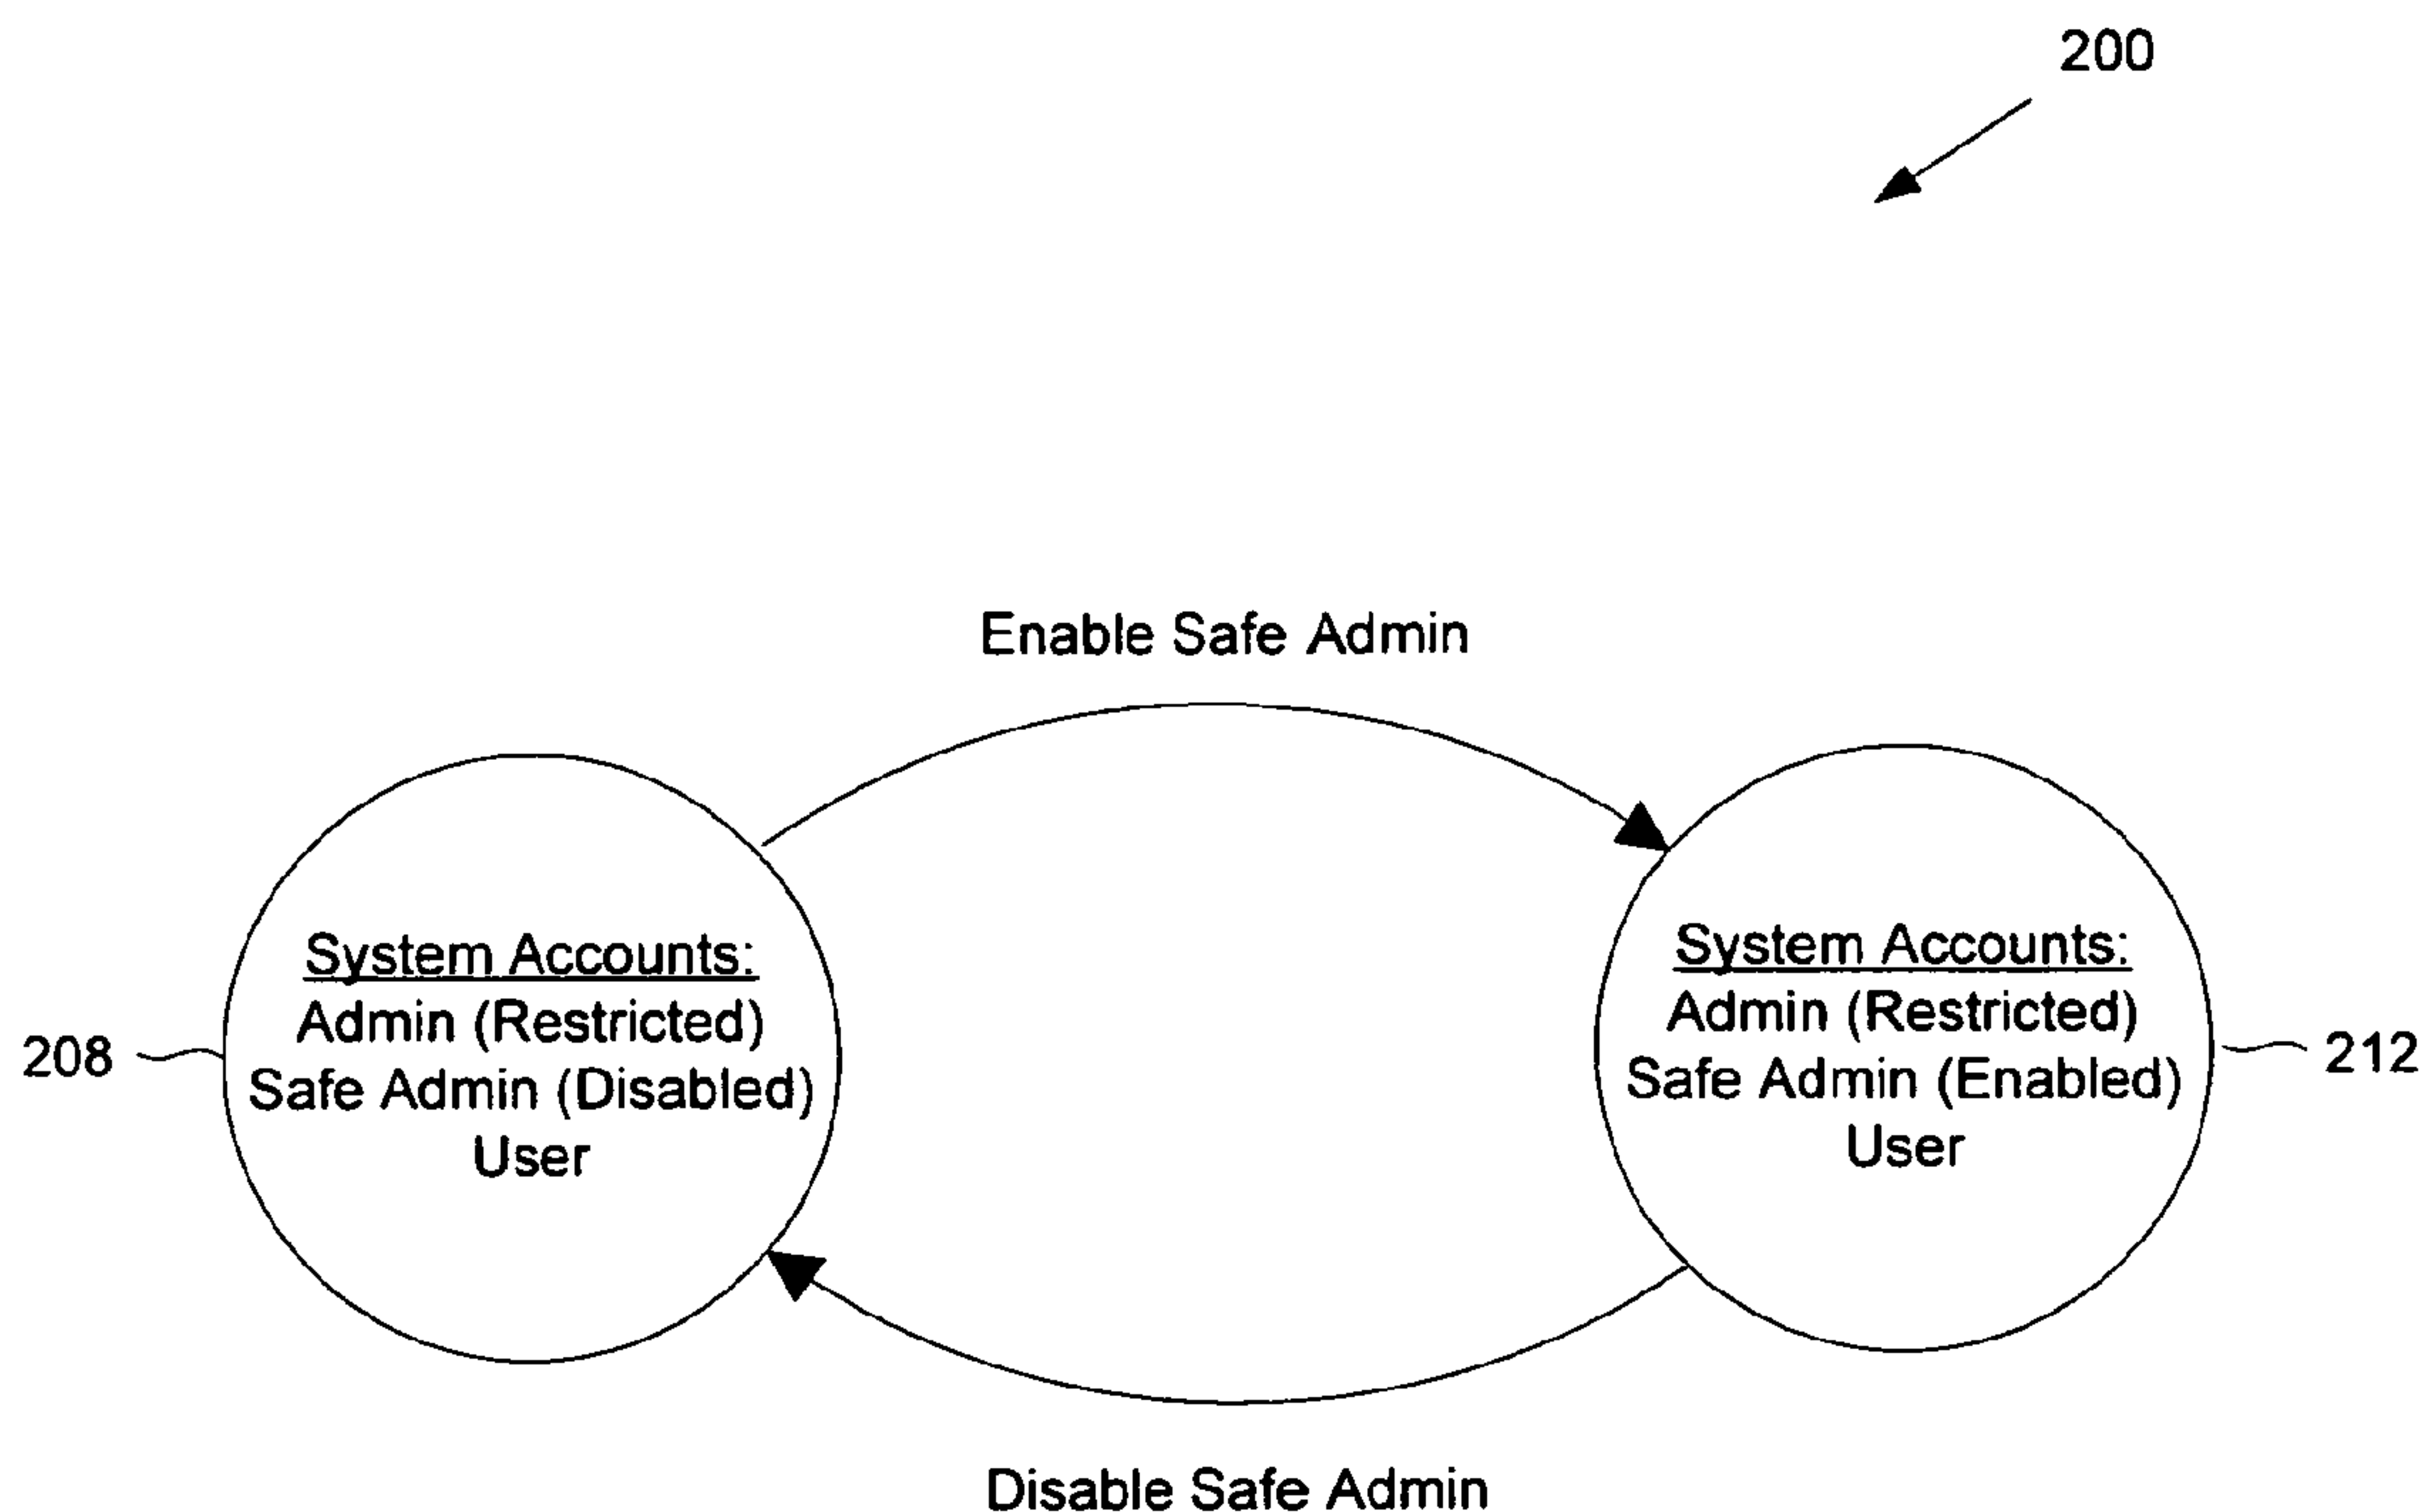 200
Enable Safe Admin
System Accounts:
Admin (Restricted)
Safe Admin (Disabled)
User
208
System Accounts:
Admin (Restricted)
Safe Admin (Enabled)
User
212
Disable Safe Admin